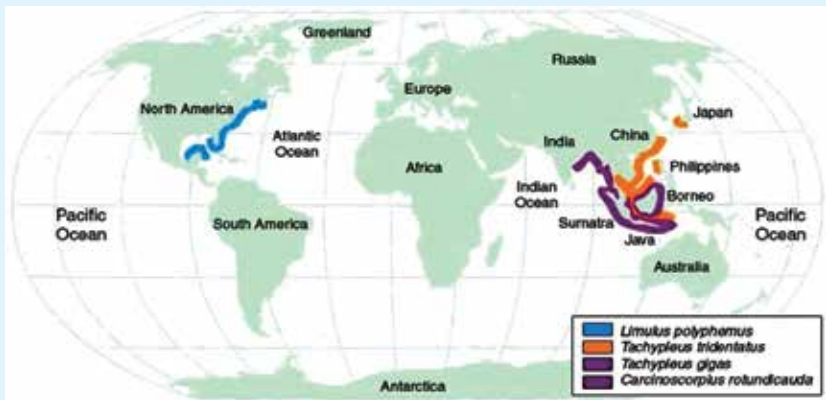 Greenland
Russia
Europe
North America
Japan
China
Atlantic
Ocean
India
Africa
Philippines
Indian
Ocean
Borneo
Pacific
Ocean
South America
Sumatra
Pacific
Ocean
Java
Australia
Limulus polyphemus
Tachypleus tridentatus
Tachypleus gigas
Carcinoscorpius rotundicauda
Antarctica